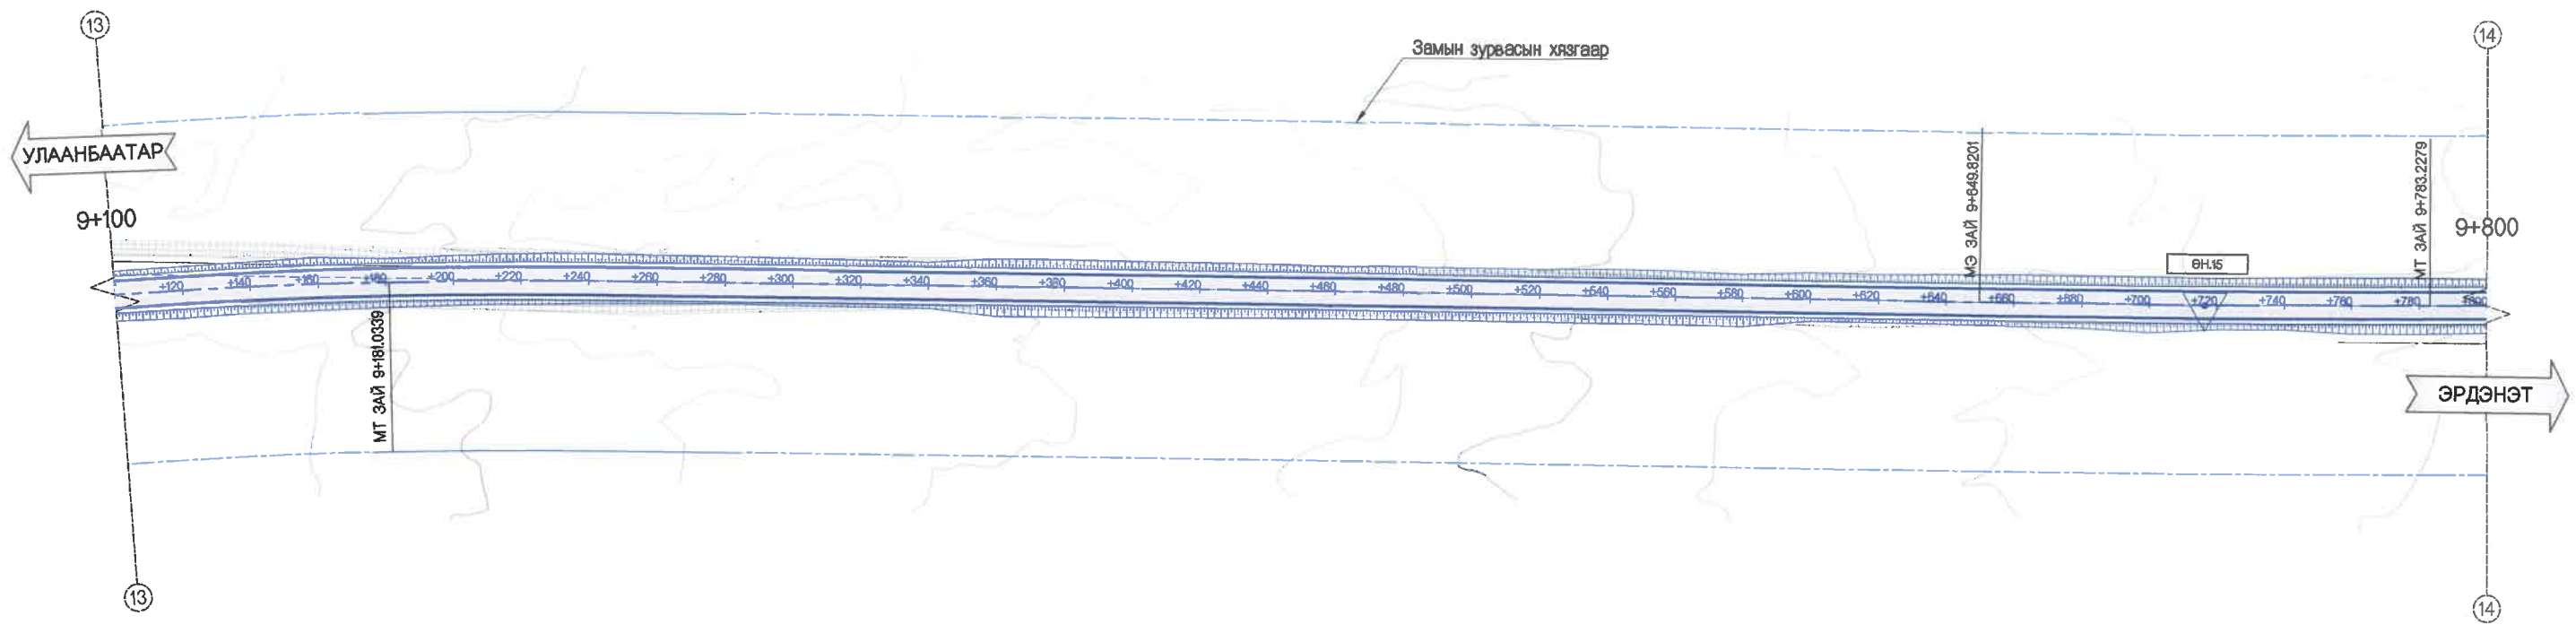 13
14
Замын зурвасын хязгаар
УЛААНБААТАР
9+100
МЭ ЗАЙ 9+649.8201
МТ ЗАЙ 9+783.2279
9+800
ӨН.15
+120 +140 +160 +180 +200 +220 +240 +260 +280 +300 +320 +340 +360 +380 +400 +420 +440 +460 +480 +500 +520 +540 +560 +580 +600 +620 +640 +660 +680 +700 +720 +740 +760 +780 +800
МТ ЗАЙ 9+181.0339
ЭРДЭНЭТ
13
14